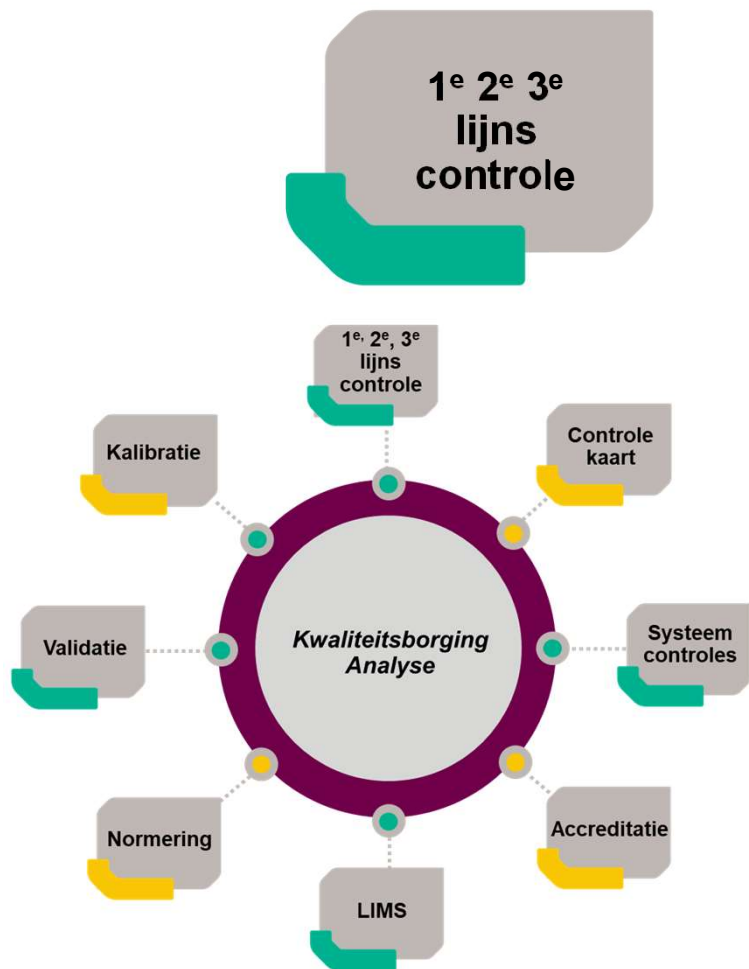 1e 2e 3e
lijns
controle
1e, 2e, 3e
lijns
controle
Kalibratie
Controle
kaart
Validatie
Kwaliteitsborging
Analyse
Systeem
controles
Normering
Accreditatie
LIMS